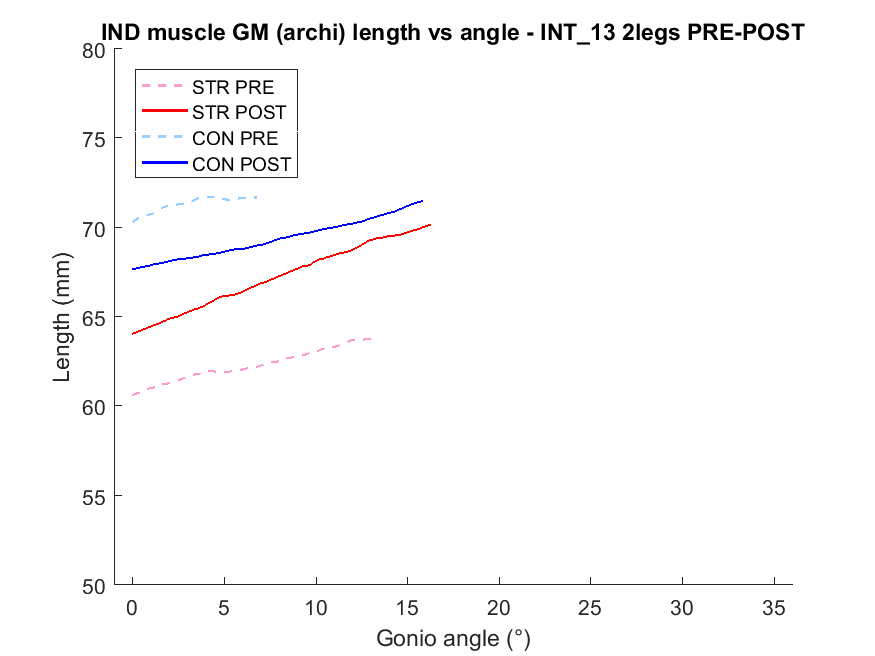 IND muscle GM (archi) length vs angle - INT_13 2legs PRE-POST
80
75
70
65
60
55
50
Length (mm)
STR PRE
STR POST
CON PRE
CON POST
0 5 10 15 20 25 30 35
Gonio angle (°)